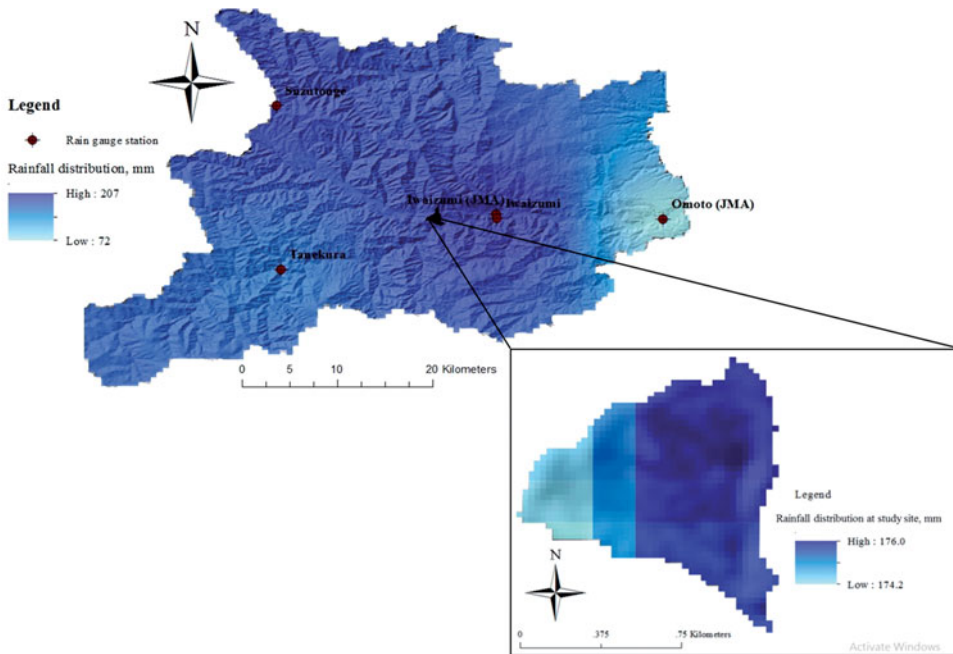 N
Legend
Rain gauge station
Rainfall distribution, mm
High : 207
Low : 72
Suzutouge
Iwaizumi (JMA)
Iwaizumi
Omoto (JMA)
Tanekura
0 5 10 20 Kilometers
Legend
Rainfall distribution at study site, mm
High : 176.0
Low : 174.2
N
0 .375 .75 Kilometers
Activate Windows